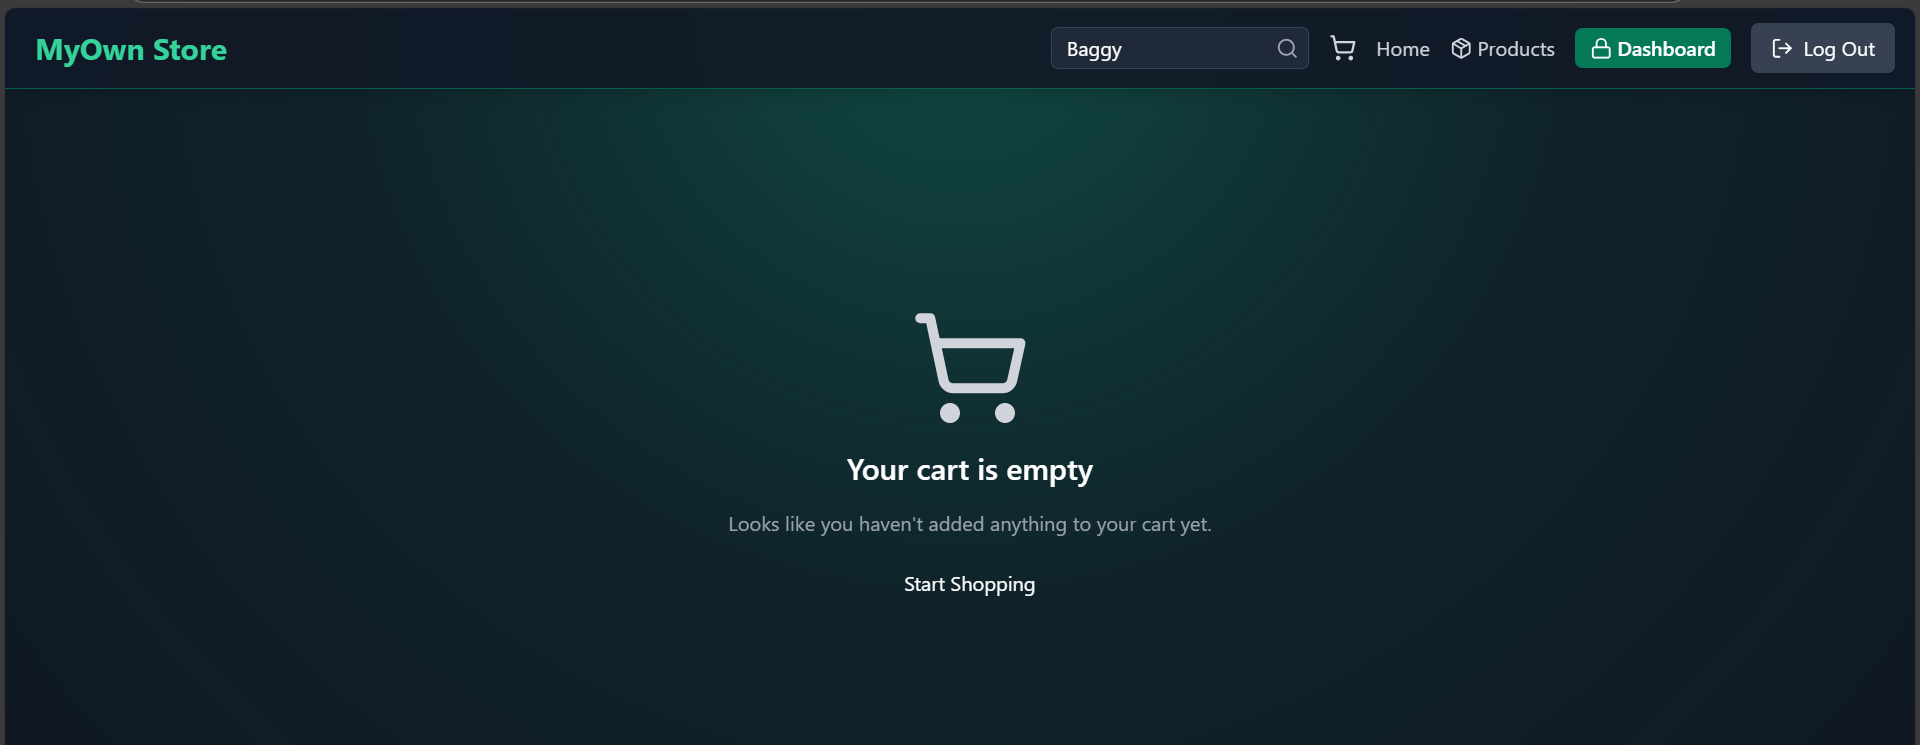 MyOwn Store
Baggy
Home
Products
Dashboard
Log Out
Your cart is empty
Looks like you haven't added anything to your cart yet.
Start Shopping